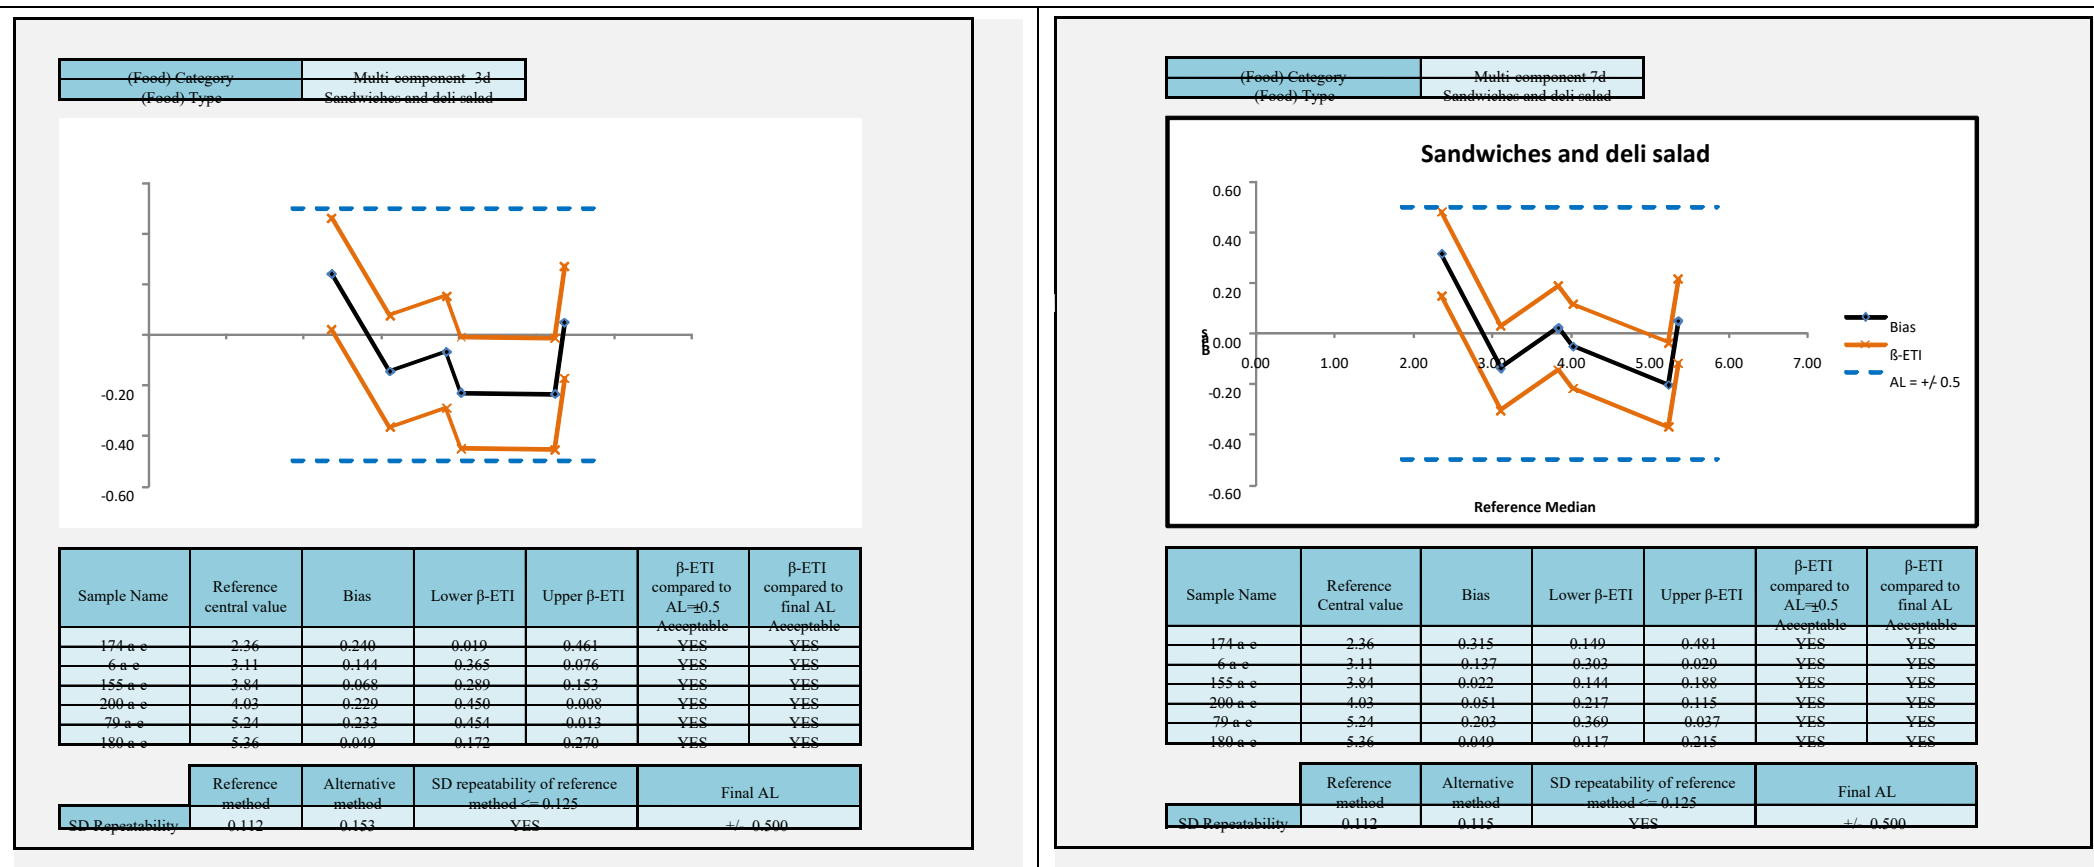 (Food) Category Multi component 3d
(Food) Type Sandwiches and deli salad
-0.20
-0.40
-0.60
Sample Name Reference central value Bias Lower β-ETI Upper β-ETI β-ETI compared to AL=±0.5 Acceptable β-ETI compared to final AL Acceptable
174 a-e 2.36 0.240 0.019 0.461 YES YES
6 a-e 3.11 0.144 0.365 0.076 YES YES
155 a-e 3.84 0.068 0.289 0.153 YES YES
200 a-e 4.03 0.229 0.450 0.008 YES YES
79 a-e 5.24 0.233 0.454 0.013 YES YES
180 a-e 5.36 0.049 0.172 0.270 YES YES
Reference method Alternative method SD repeatability of reference method <= 0.125 Final AL
SD Repeatability 0.112 0.153 YES +/- 0.500
(Food) Category Multi component 7d
(Food) Type Sandwiches and deli salad
Sandwiches and deli salad
0.60
0.40
0.20
0.00
-0.20
-0.40
-0.60
Bias
0.00 1.00 2.00 3.00 4.00 5.00 6.00 7.00
Reference Median
Bias
ß-ETI
AL = +/- 0.5
Sample Name Reference Central value Bias Lower β-ETI Upper β-ETI β-ETI compared to AL=±0.5 Acceptable β-ETI compared to final AL Acceptable
174 a-e 2.36 0.315 0.149 0.481 YES YES
6 a-e 3.11 0.137 0.303 0.029 YES YES
155 a-e 3.84 0.022 0.144 0.188 YES YES
200 a-e 4.03 0.051 0.217 0.115 YES YES
79 a-e 5.24 0.203 0.369 0.037 YES YES
180 a-e 5.36 0.049 0.117 0.215 YES YES
Reference method Alternative method SD repeatability of reference method <= 0.125 Final AL
SD Repeatability 0.112 0.115 YES +/- 0.500